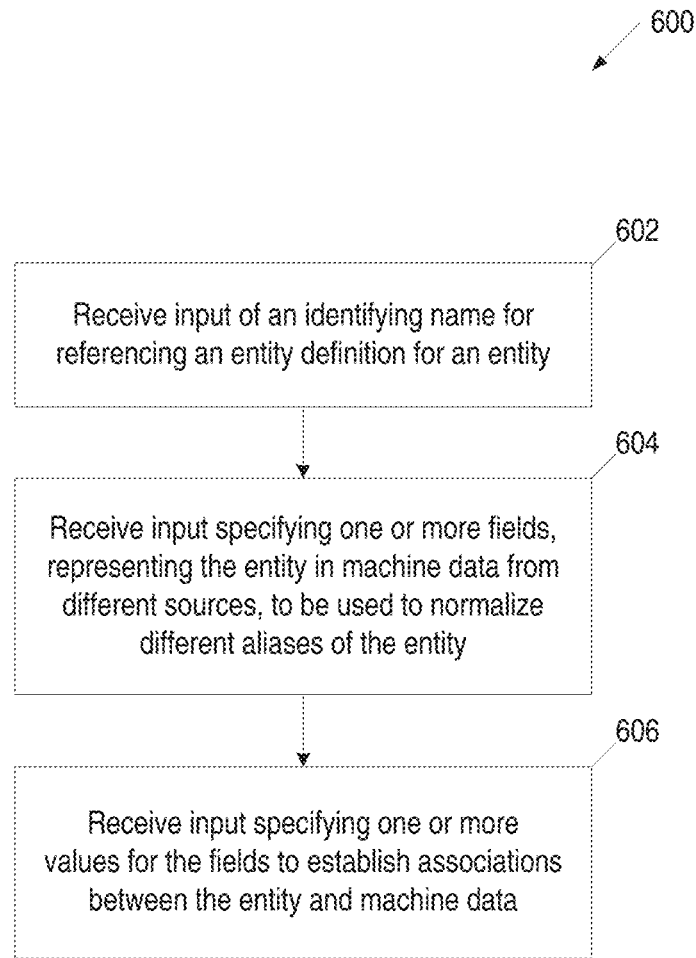 600
602
Receive input of an identifying name for
referencing an entity definition for an entity
604
Receive input specifying one or more fields,
representing the entity in machine data from
different sources, to be used to normalize
different aliases of the entity
606
Receive input specifying one or more
values for the fields to establish associations
between the entity and machine data